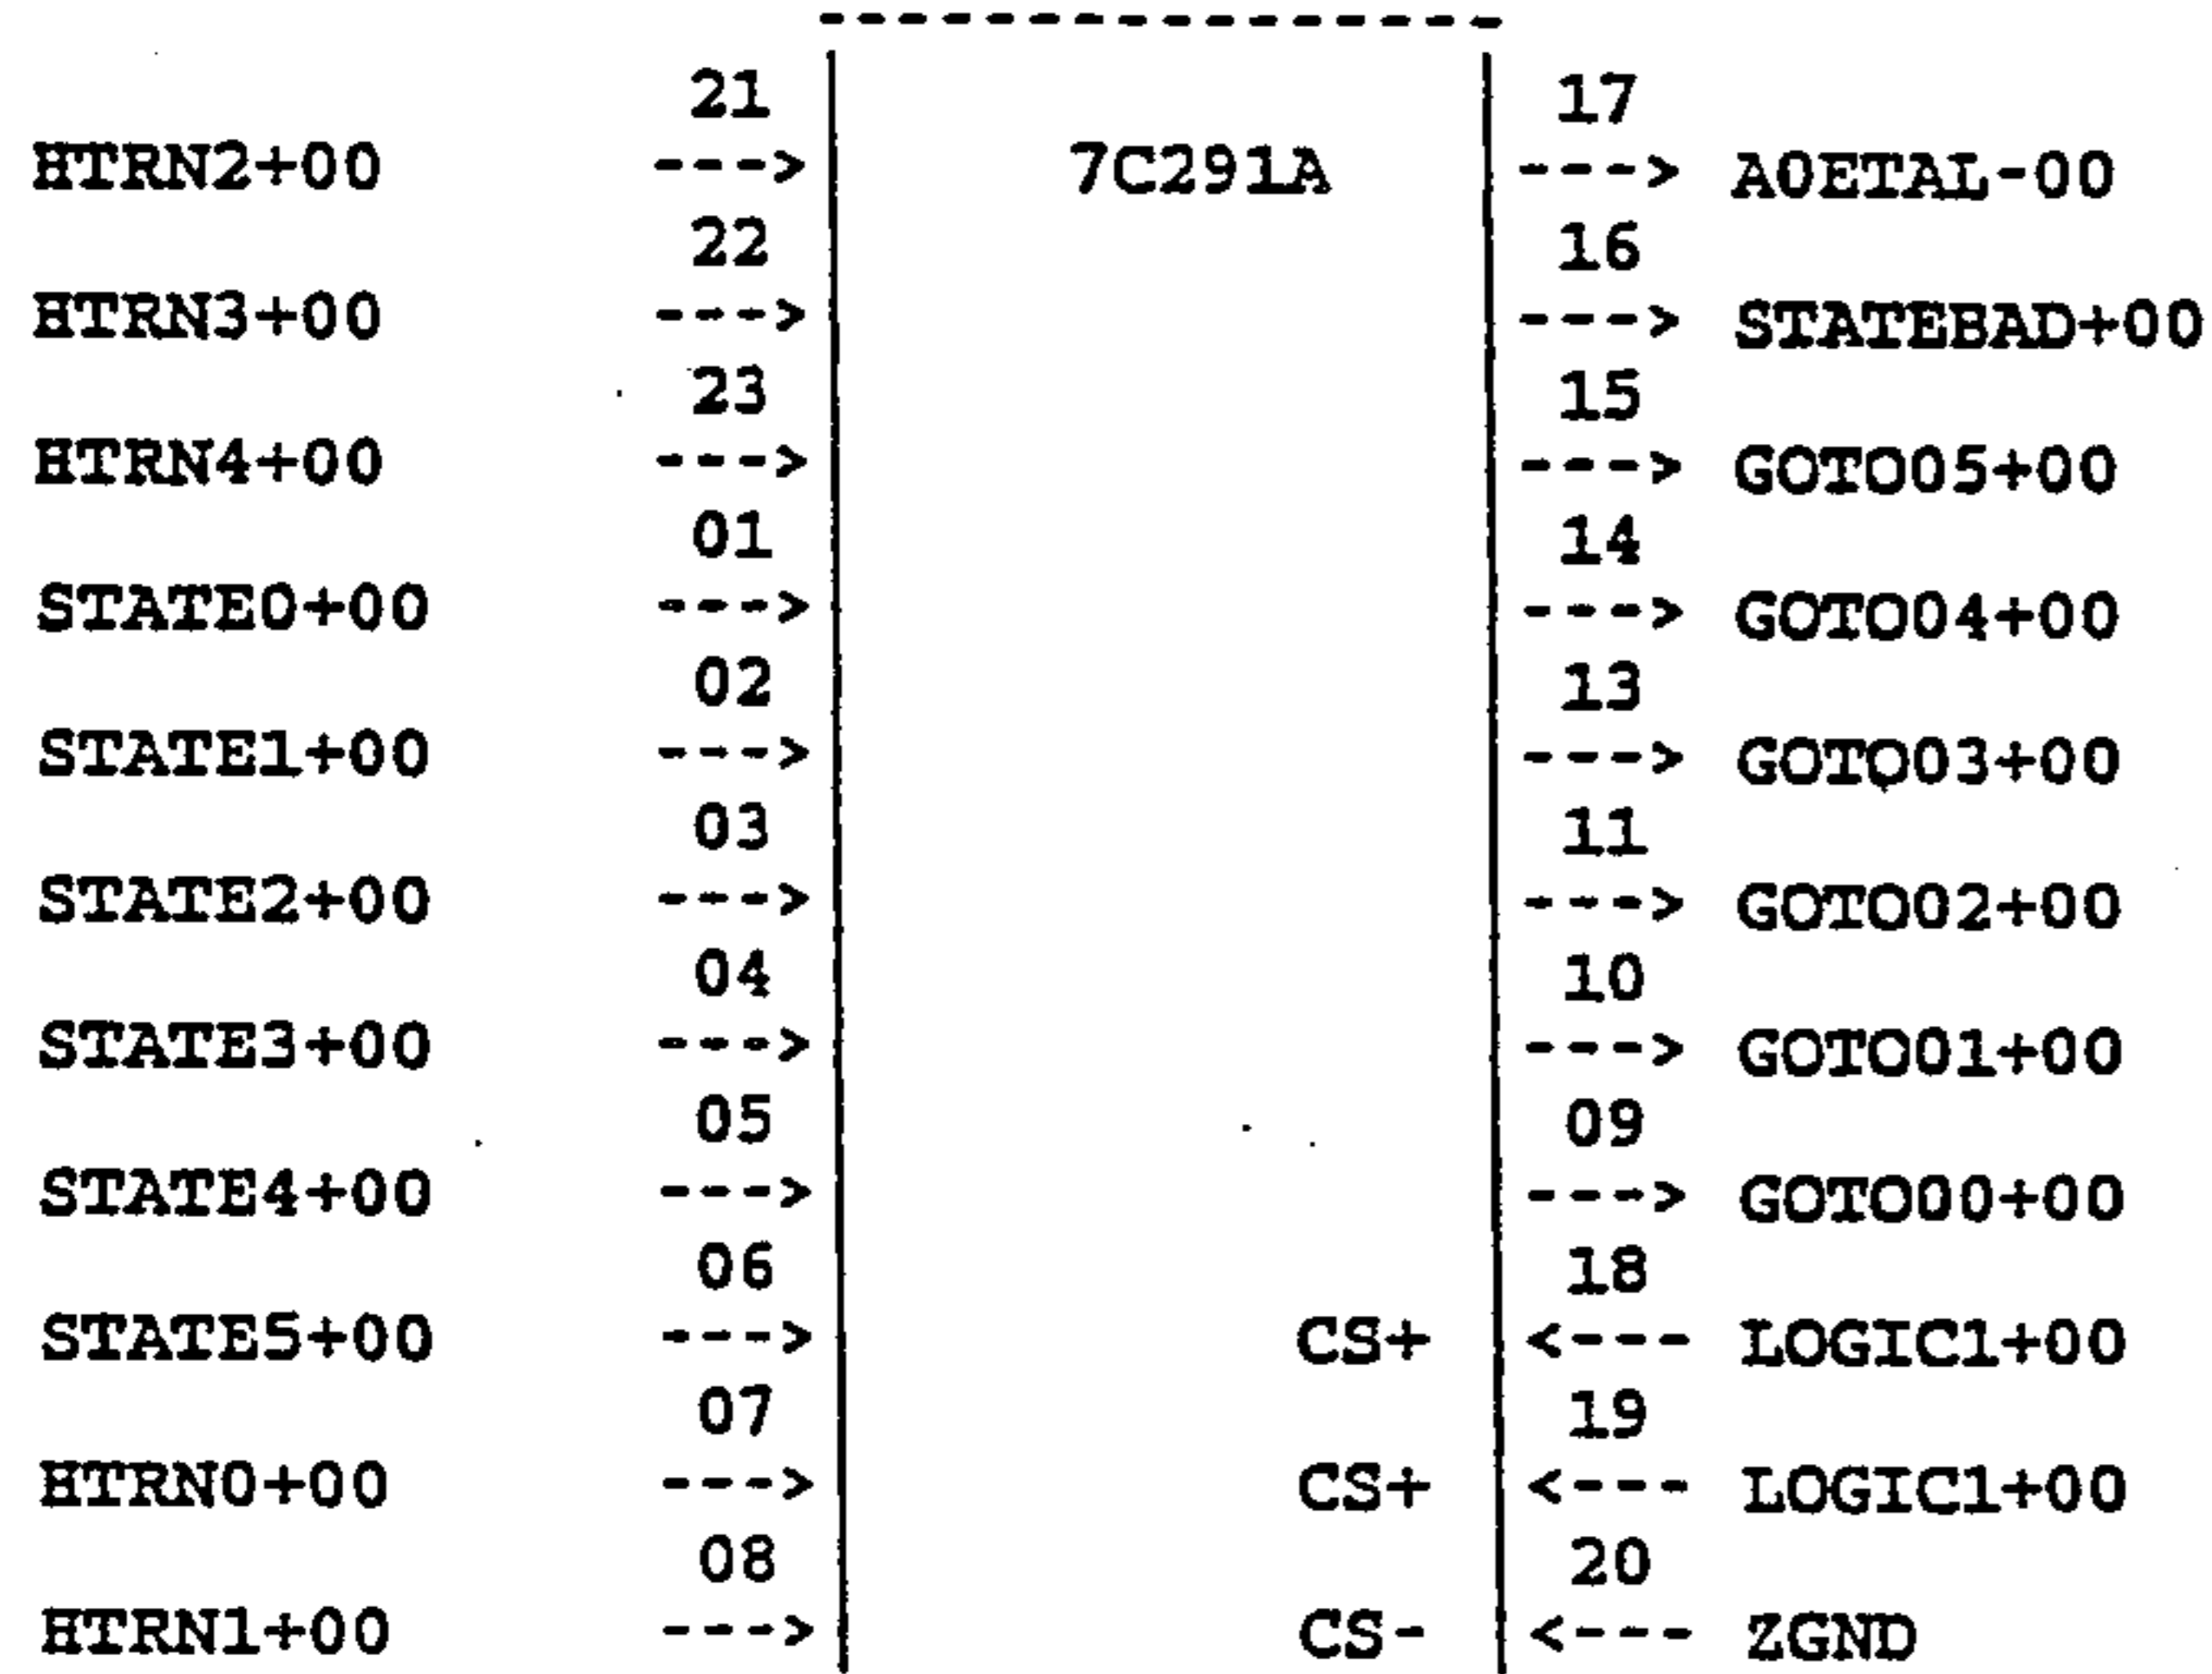 -----------------
21 | | 17
HTRN2+00 ---> | 7C291A | ---> A0ETAL-00
22 | | 16
HTRN3+00 ---> | | ---> STATEBAD+00
23 | | 15
HTRN4+00 ---> | | ---> GOTO05+00
01 | | 14
STATE0+00 ---> | | ---> GOTO04+00
02 | | 13
STATE1+00 ---> | | ---> GOTO03+00
03 | | 11
STATE2+00 ---> | | ---> GOTO02+00
04 | | 10
STATE3+00 ---> | | ---> GOTO01+00
05 | | 09
STATE4+00 ---> | | ---> GOTO00+00
06 | | 18
STATE5+00 ---> | CS+ | <--- LOGIC1+00
07 | | 19
HTRN0+00 ---> | CS+ | <--- LOGIC1+00
08 | | 20
HTRN1+00 ---> | CS- | <--- ZGND